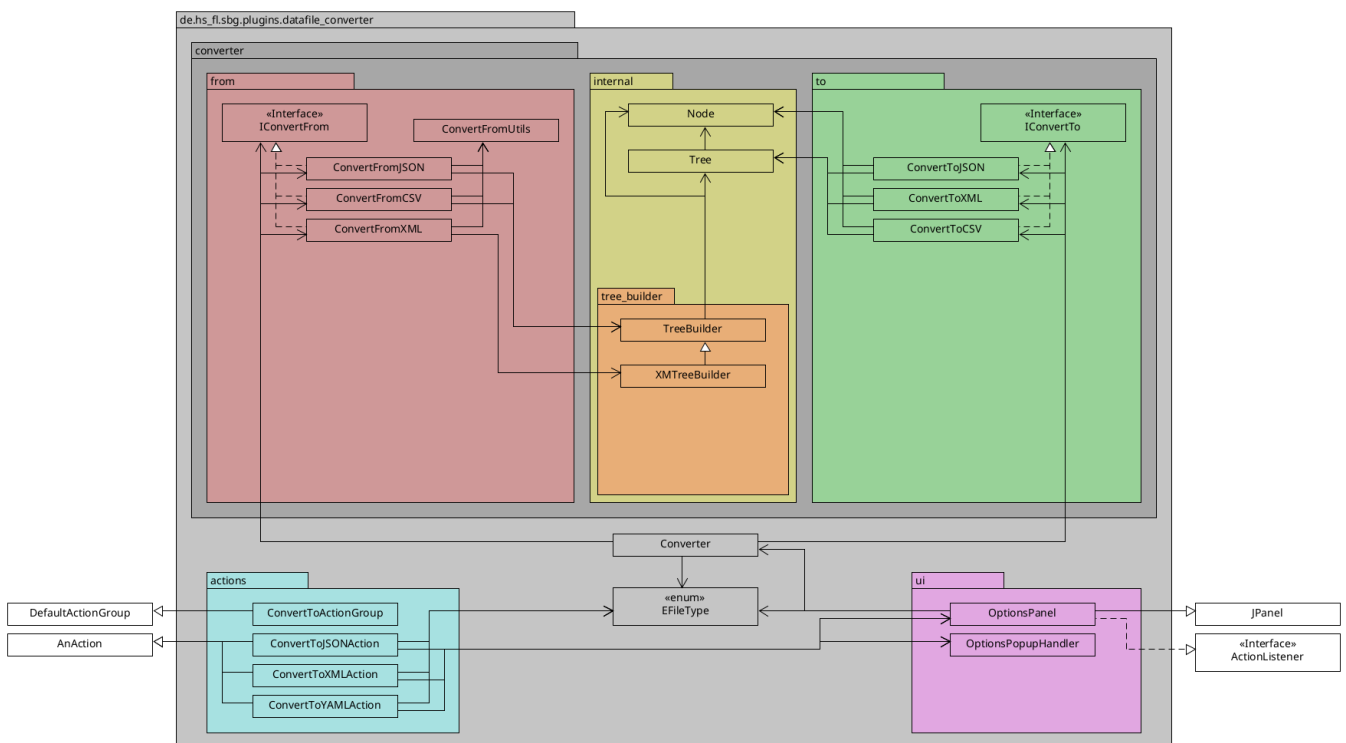 de.hs_fl.sbg.plugins.datafile_converter
converter
from
internal
to
«Interface»
IConvertFrom
ConvertFromUtils
ConvertFromJSON
ConvertFromCSV
ConvertFromXML
Node
Tree
tree_builder
TreeBuilder
XMTreeBuilder
«Interface»
IConvertTo
ConvertToJSON
ConvertToXML
ConvertToCSV
Converter
«enum»
EFileType
actions
ConvertToActionGroup
ConvertToJSONAction
ConvertToXMLAction
ConvertToYAMLAction
DefaultActionGroup
AnAction
ui
OptionsPanel
OptionsPopupHandler
JPanel
«Interface»
ActionListener